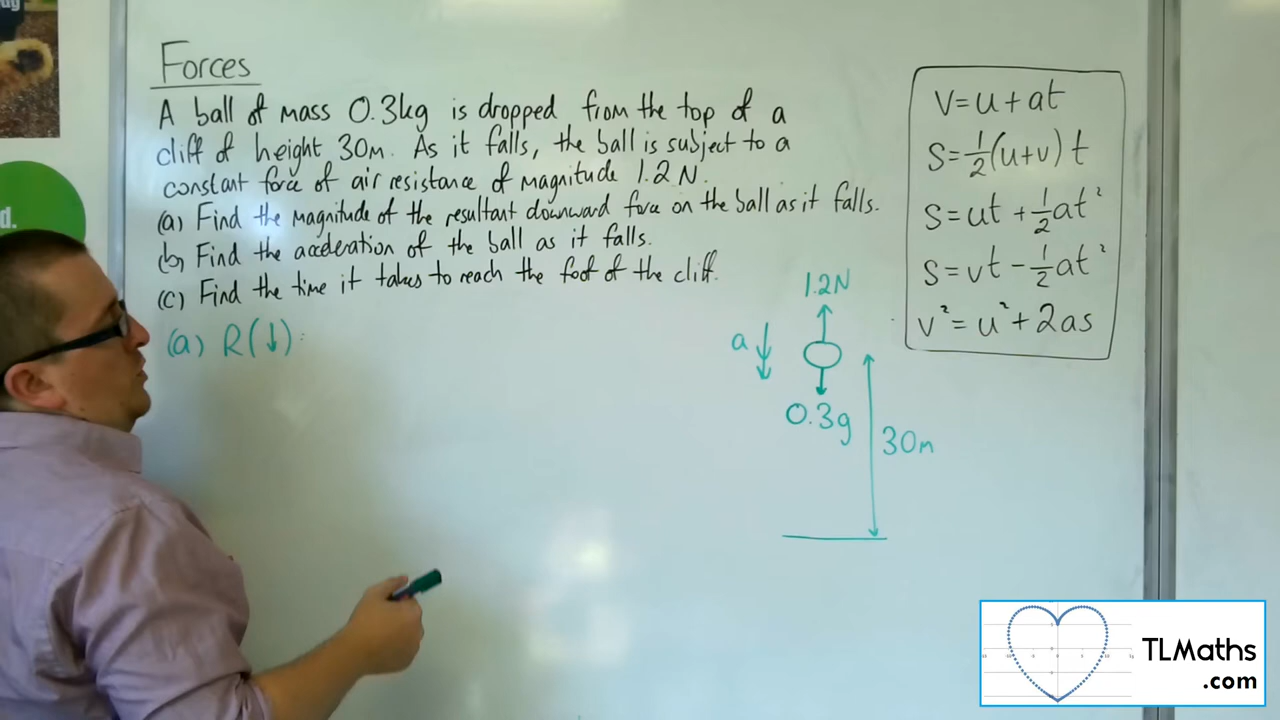 Forces
A ball of mass 0.3kg is dropped from the top of a
cliff of height 30m. As it falls, the ball is subject to a
constant force of air resistance of magnitude 1.2N.
(a) Find the magnitude of the resultant downward force on the ball as it falls.
(b) Find the acceleration of the ball as it falls.
(c) Find the time it takes to reach the foot of the cliff.
(a) R(↓):
1.2N
a
0.3g
30m
v=u+at
s=½(u+v)t
s=ut+½at²
s=vt-½at²
v²=u²+2as
d.
TLMaths
.com